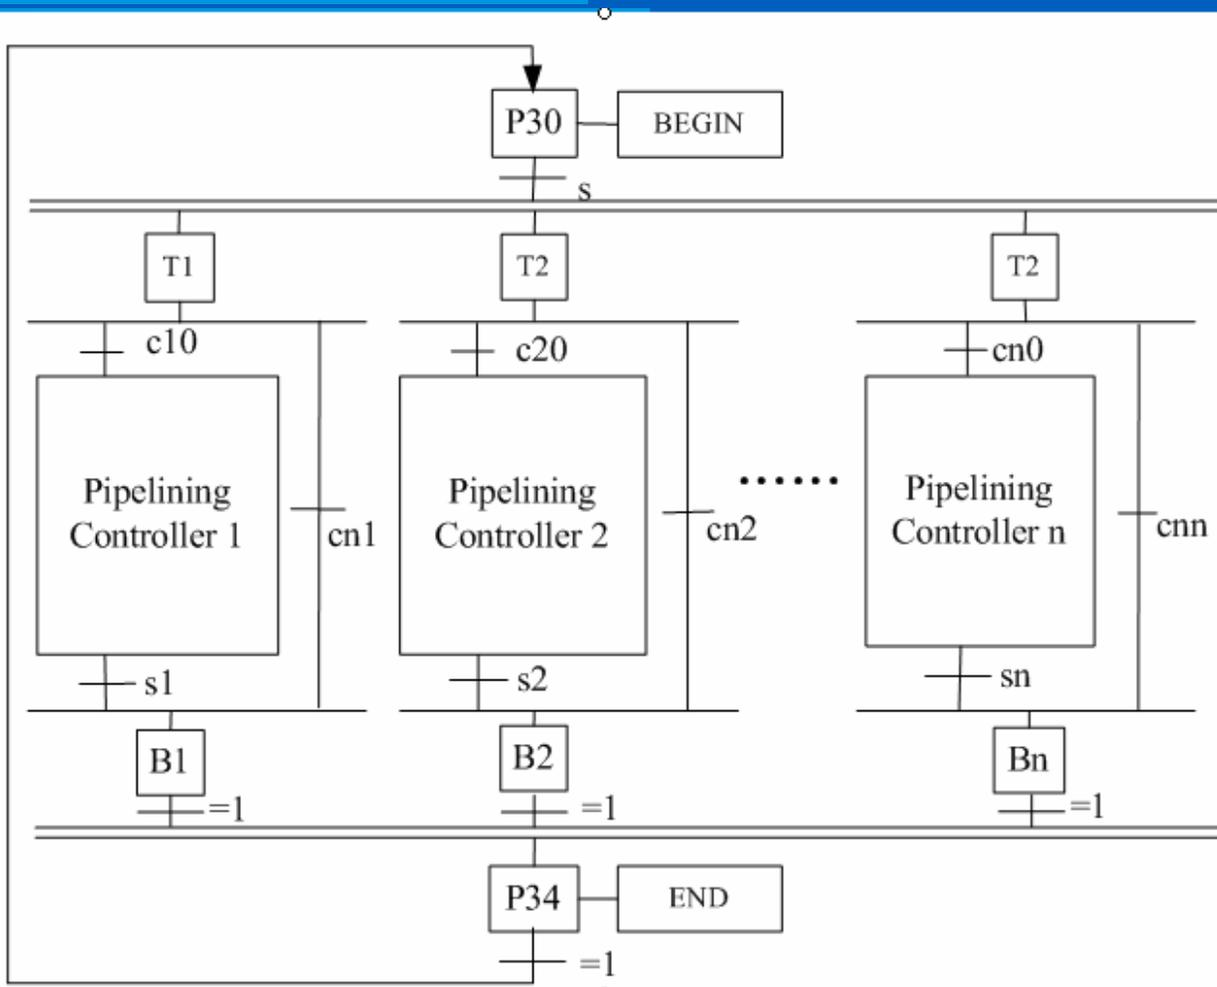 P30
BEGIN
s
T1
T2
T2
c10
c20
cn0
Pipelining
Controller 1
cn1
Pipelining
Controller 2
cn2
......
Pipelining
Controller n
cnn
s1
s2
sn
B1
B2
Bn
=1
=1
=1
P34
END
=1